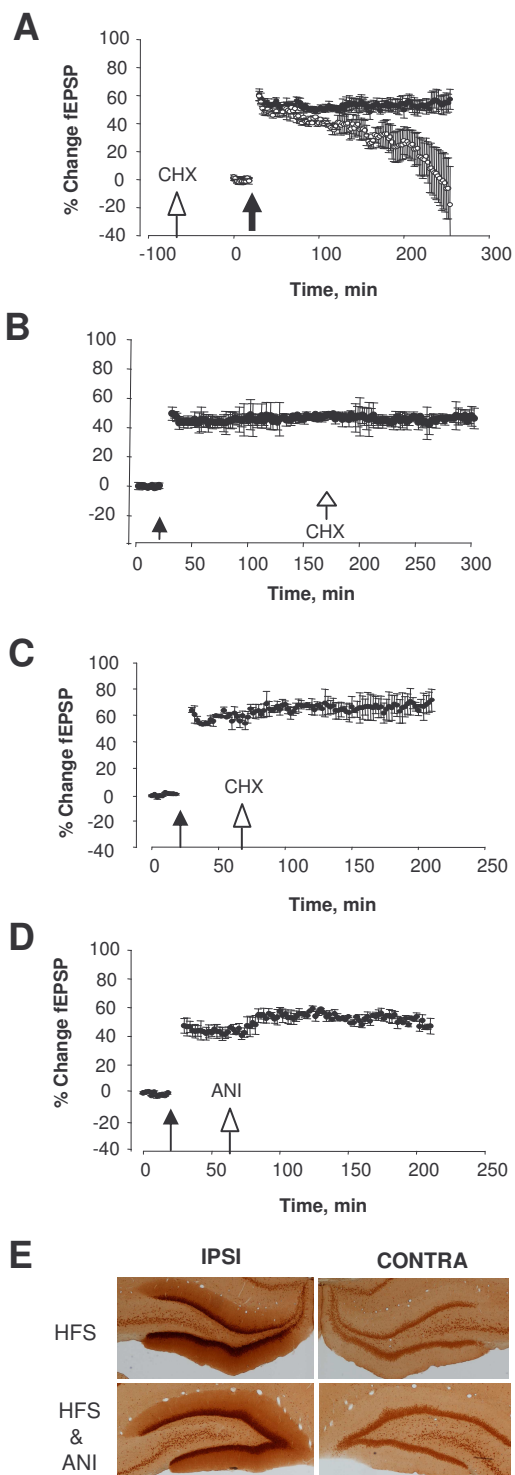 A
% Change fEPSP
100
80
60
40
20
0
-20
-40
CHX
-100 0 100 200 300
Time, min
B
100
80
60
40
20
0
-20
CHX
0 50 100 150 200 250 300
Time, min
C
% Change fEPSP
100
80
60
40
20
0
-20
-40
CHX
0 50 100 150 200 250
Time, min
D
% Change fEPSP
100
80
60
40
20
0
-20
-40
ANI
0 50 100 150 200 250
Time, min
E
IPSI CONTRA
HFS
HFS
&
ANI